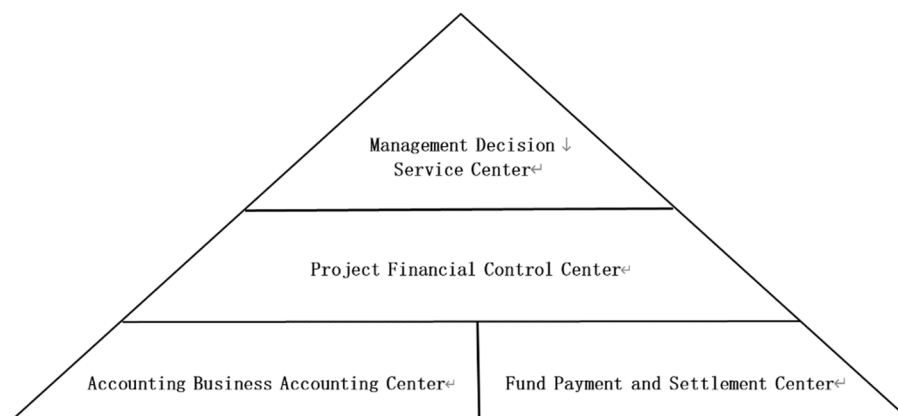 Management Decision ↓
Service Center↵
Project Financial Control Center↵
Accounting Business Accounting Center↵
Fund Payment and Settlement Center↵